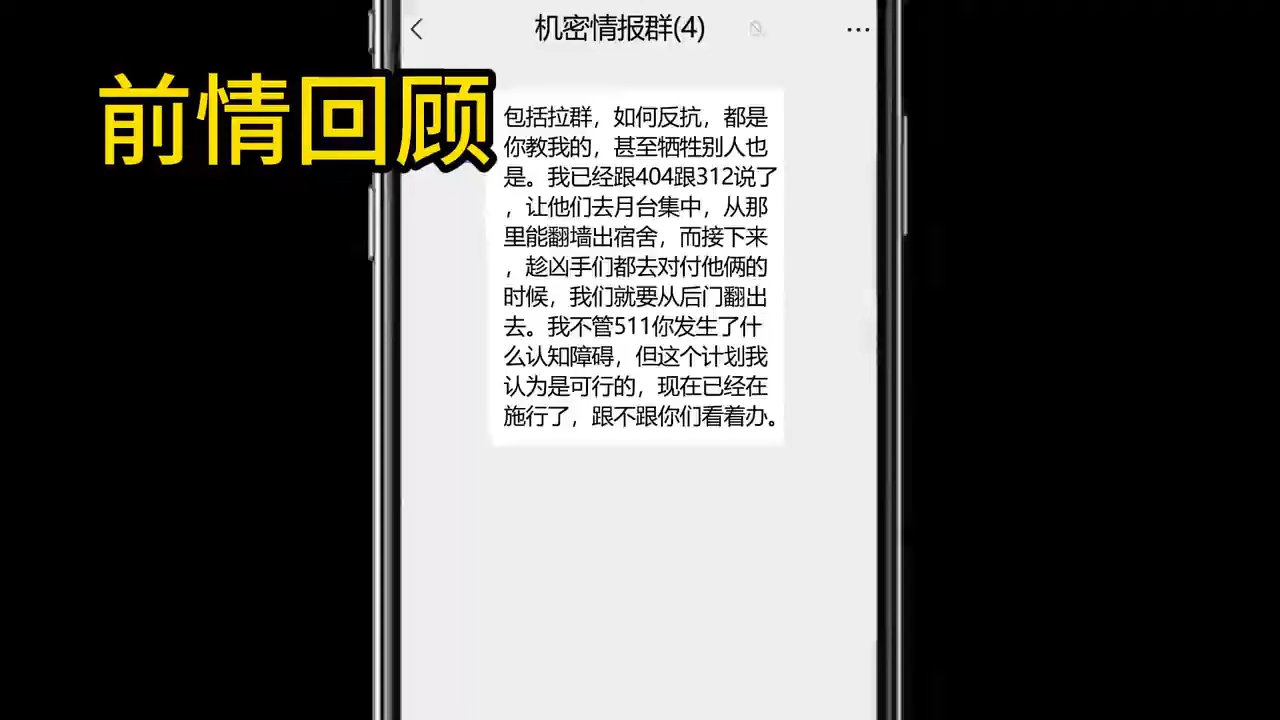 机密情报群(4)
前情回顾
包括拉群，如何反抗，都是
你教我的，甚至牺牲别人也
是。我已经跟404跟312说了
，让他们去月台集中，从那
里能翻墙出宿舍，而接下来
，趁凶手们都去对付他俩的
时候，我们就要从后门翻出
去。我不管511你发生了什
么认知障碍，但这个计划我
认为是可行的，现在已经在
施行了，跟不跟你们看着办。